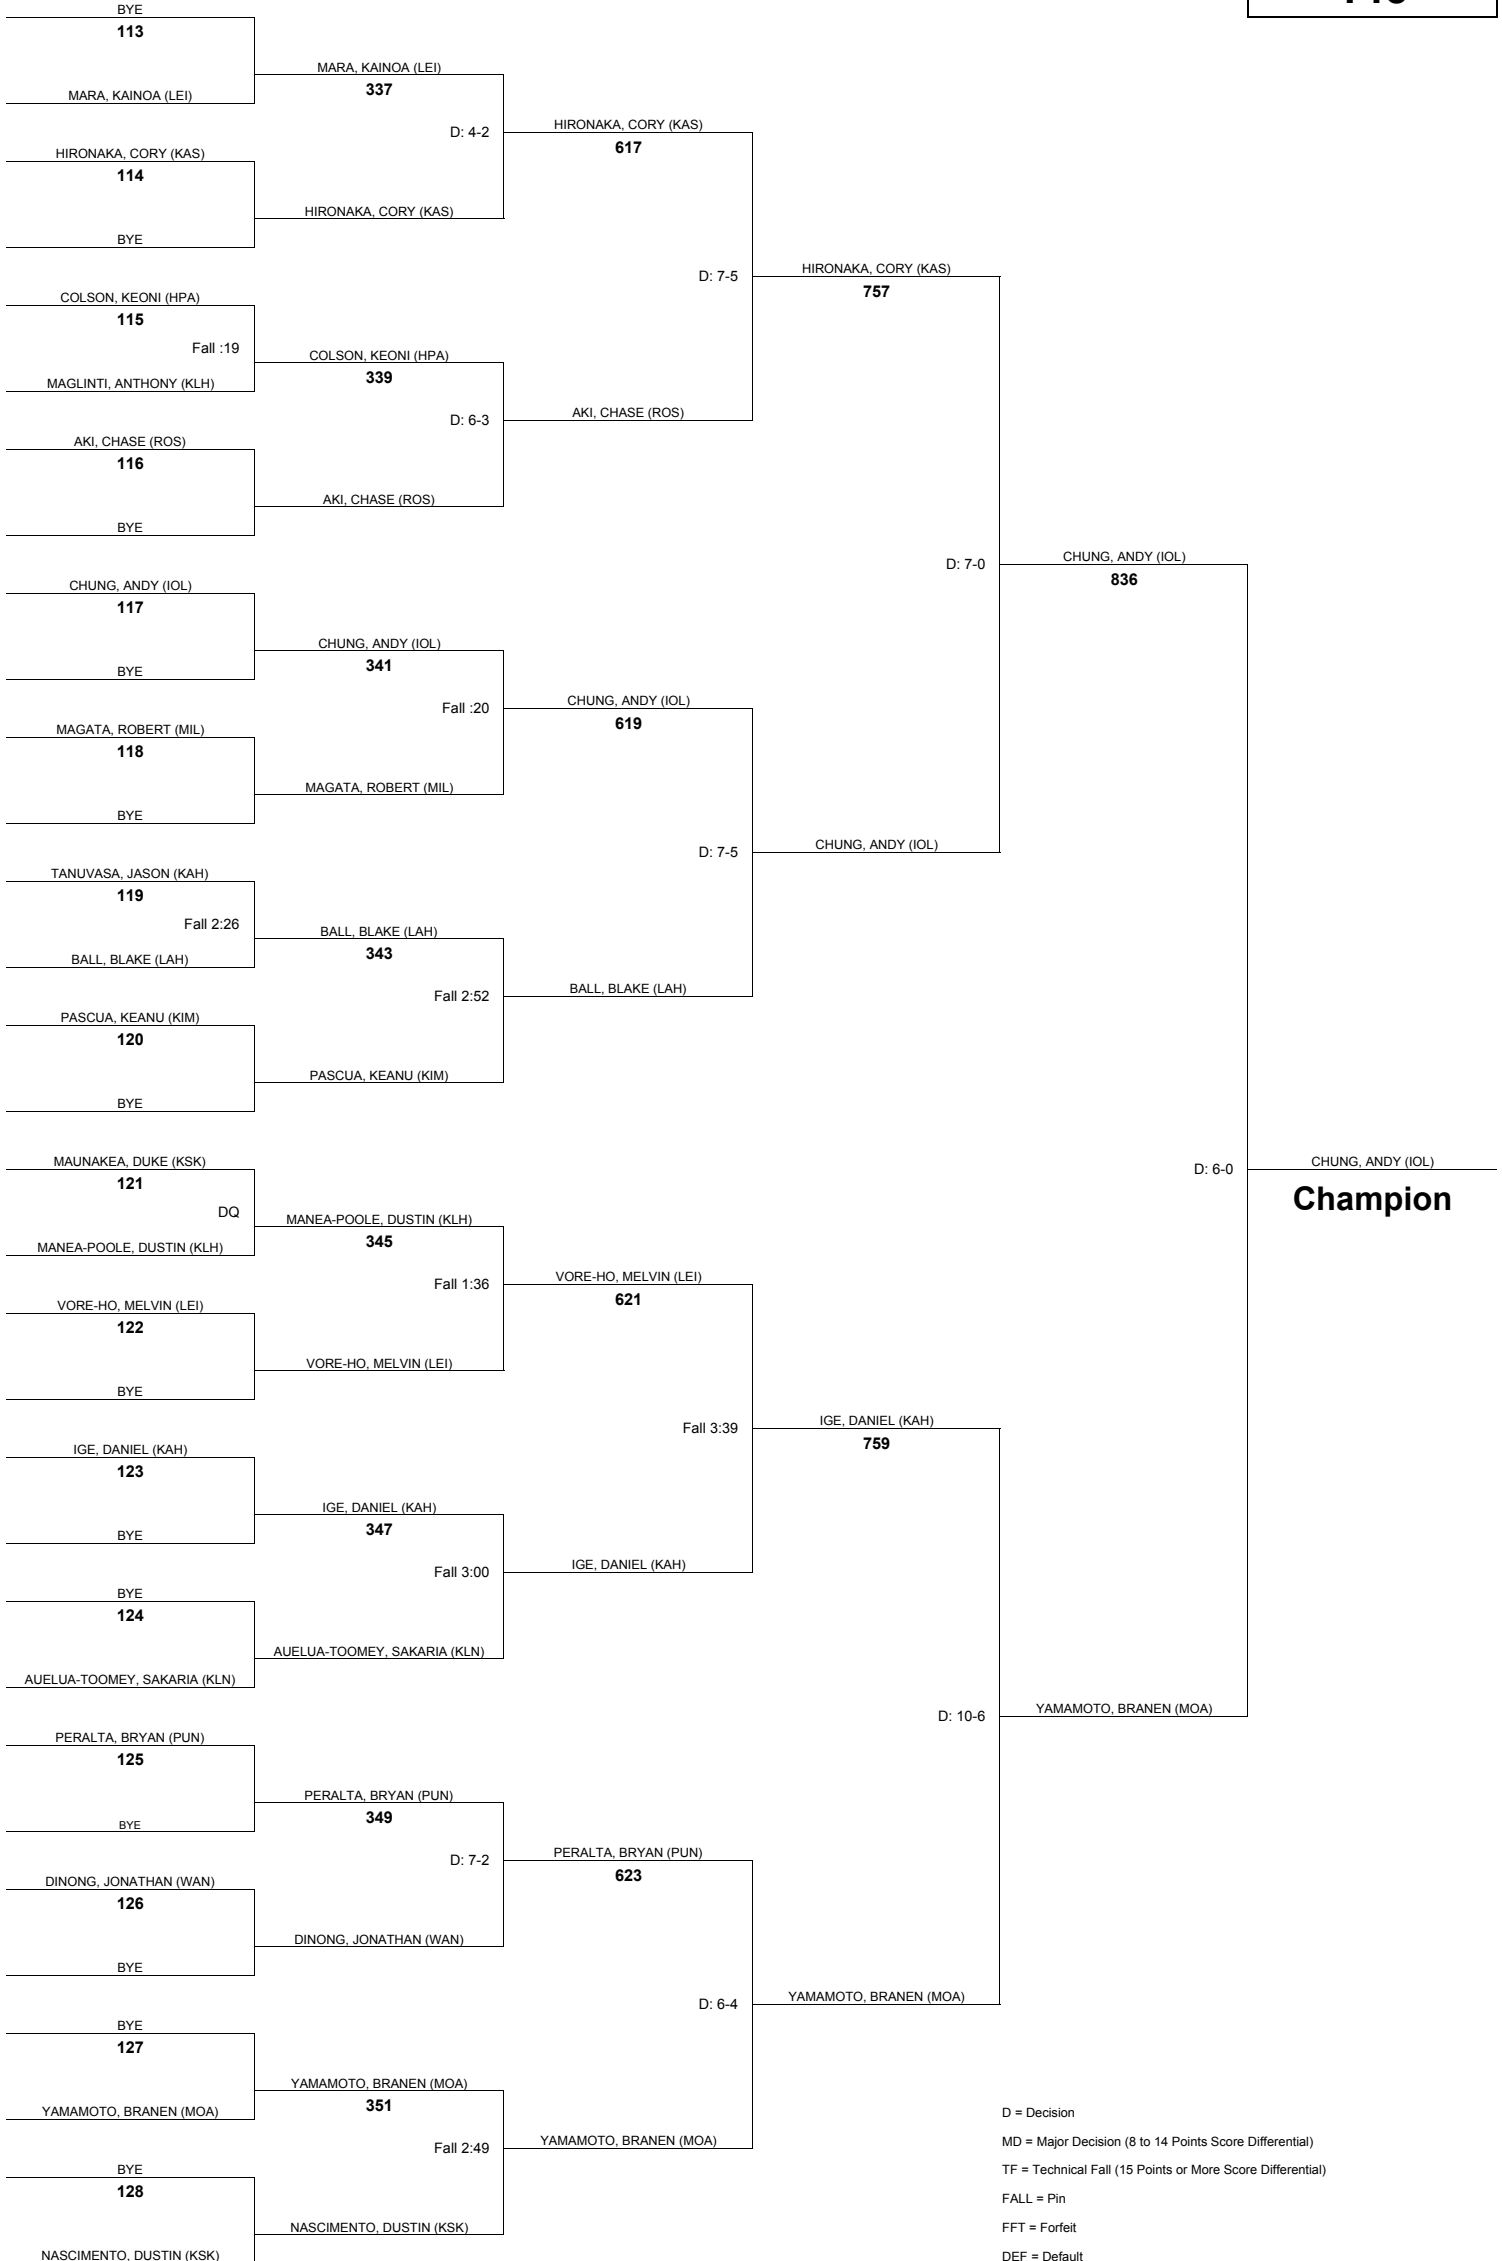 BYE
113
MARA, KAINOA (LEI)
HIRONAKA, CORY (KAS)
114
BYE
COLSON, KEONI (HPA)
115
Fall :19
MAGLINTI, ANTHONY (KLH)
AKI, CHASE (ROS)
116
BYE
CHUNG, ANDY (IOL)
117
BYE
MAGATA, ROBERT (MIL)
118
BYE
TANUVASA, JASON (KAH)
119
Fall 2:26
BALL, BLAKE (LAH)
PASCUA, KEANU (KIM)
120
BYE
MAUNAKEA, DUKE (KSK)
121
DQ
MANEA-POOLE, DUSTIN (KLH)
VORE-HO, MELVIN (LEI)
122
BYE
IGE, DANIEL (KAH)
123
BYE
BYE
124
AUELUA-TOOMEY, SAKARIA (KLN)
PERALTA, BRYAN (PUN)
125
BYE
DINONG, JONATHAN (WAN)
126
BYE
BYE
127
YAMAMOTO, BRANEN (MOA)
BYE
128
NASCIMENTO, DUSTIN (KSK)
MARA, KAINOA (LEI)
337
D: 4-2
HIRONAKA, CORY (KAS)
COLSON, KEONI (HPA)
339
D: 6-3
AKI, CHASE (ROS)
CHUNG, ANDY (IOL)
341
Fall :20
MAGATA, ROBERT (MIL)
BALL, BLAKE (LAH)
343
Fall 2:52
PASCUA, KEANU (KIM)
MANEA-POOLE, DUSTIN (KLH)
345
Fall 1:36
VORE-HO, MELVIN (LEI)
IGE, DANIEL (KAH)
347
Fall 3:00
AUELUA-TOOMEY, SAKARIA (KLN)
PERALTA, BRYAN (PUN)
349
D: 7-2
DINONG, JONATHAN (WAN)
YAMAMOTO, BRANEN (MOA)
351
Fall 2:49
NASCIMENTO, DUSTIN (KSK)
HIRONAKA, CORY (KAS)
617
D: 7-5
AKI, CHASE (ROS)
CHUNG, ANDY (IOL)
619
D: 7-5
BALL, BLAKE (LAH)
VORE-HO, MELVIN (LEI)
621
Fall 3:39
IGE, DANIEL (KAH)
PERALTA, BRYAN (PUN)
623
D: 6-4
YAMAMOTO, BRANEN (MOA)
HIRONAKA, CORY (KAS)
757
D: 7-0
CHUNG, ANDY (IOL)
IGE, DANIEL (KAH)
759
D: 10-6
YAMAMOTO, BRANEN (MOA)
CHUNG, ANDY (IOL)
836
D: 6-0
YAMAMOTO, BRANEN (MOA)
CHUNG, ANDY (IOL)
Champion
D = Decision
MD = Major Decision (8 to 14 Points Score Differential)
TF = Technical Fall (15 Points or More Score Differential)
FALL = Pin
FFT = Forfeit
DEF = Default